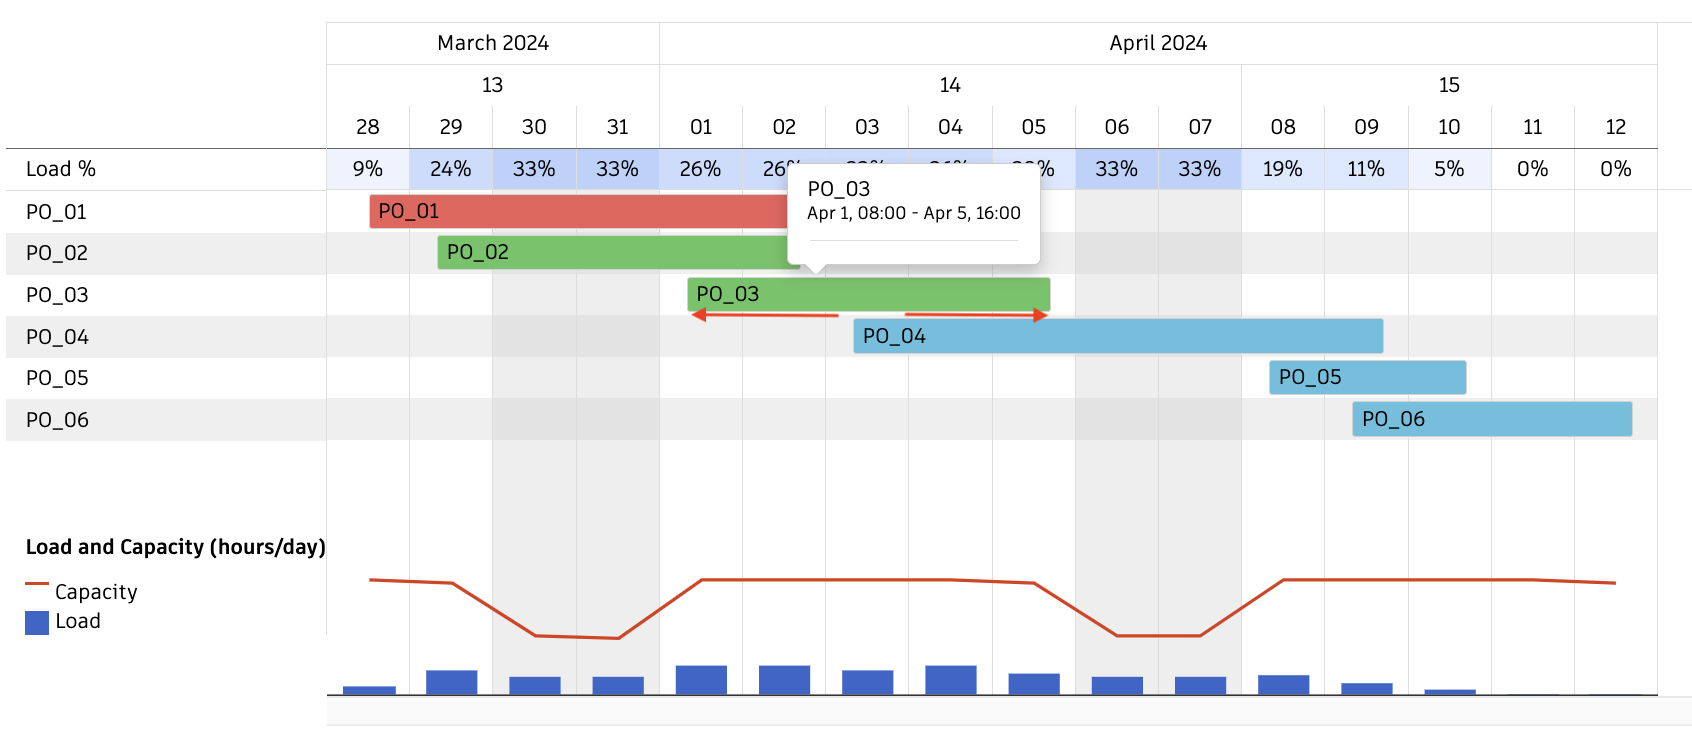 March 2024 April 2024
13 14 15
28 29 30 31 01 02 03 04 05 06 07 08 09 10 11 12
Load % 9% 24% 33% 33% 26% 33% 33% 19% 11% 5% 0% 0%
PO_03
Apr 1, 08:00 - Apr 5, 16:00
PO_01 PO_01
PO_02 PO_02
PO_03 PO_03
PO_04 PO_04
PO_05 PO_05
PO_06 PO_06
Load and Capacity (hours/day)
Capacity
Load